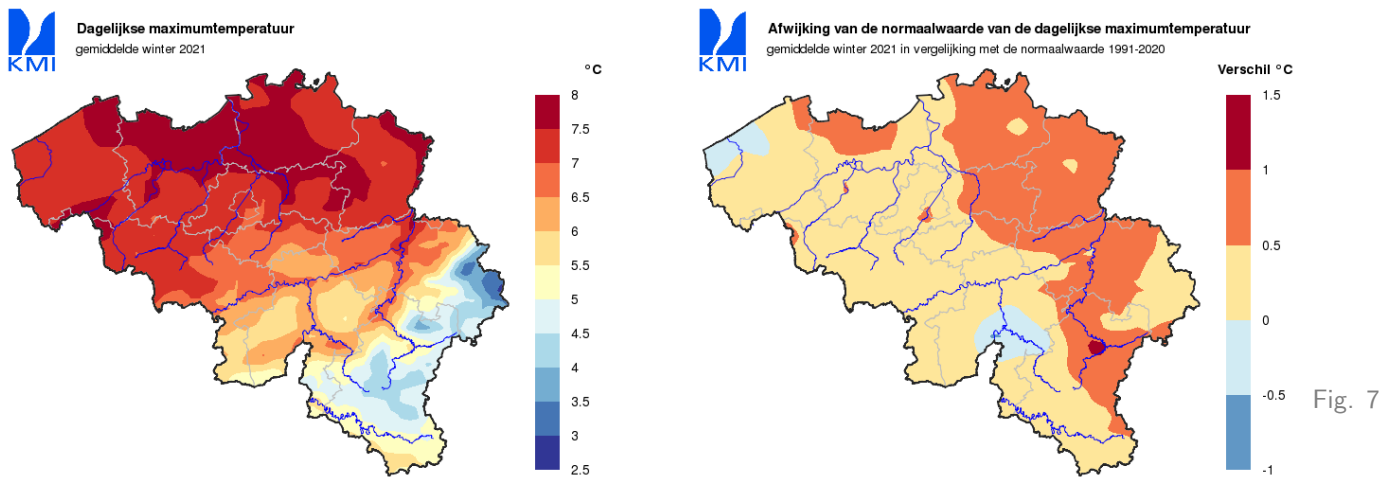 KMI
Dagelijkse maximumtemperatuur
gemiddelde winter 2021
°C
8
7.5
7
6.5
6
5.5
5
4.5
4
3.5
3
2.5
KMI
Afwijking van de normaalwaarde van de dagelijkse maximumtemperatuur
gemiddelde winter 2021 in vergelijking met de normaalwaarde 1991-2020
Verschil °C
1.5
1
0.5
0
-0.5
-1
Fig. 7